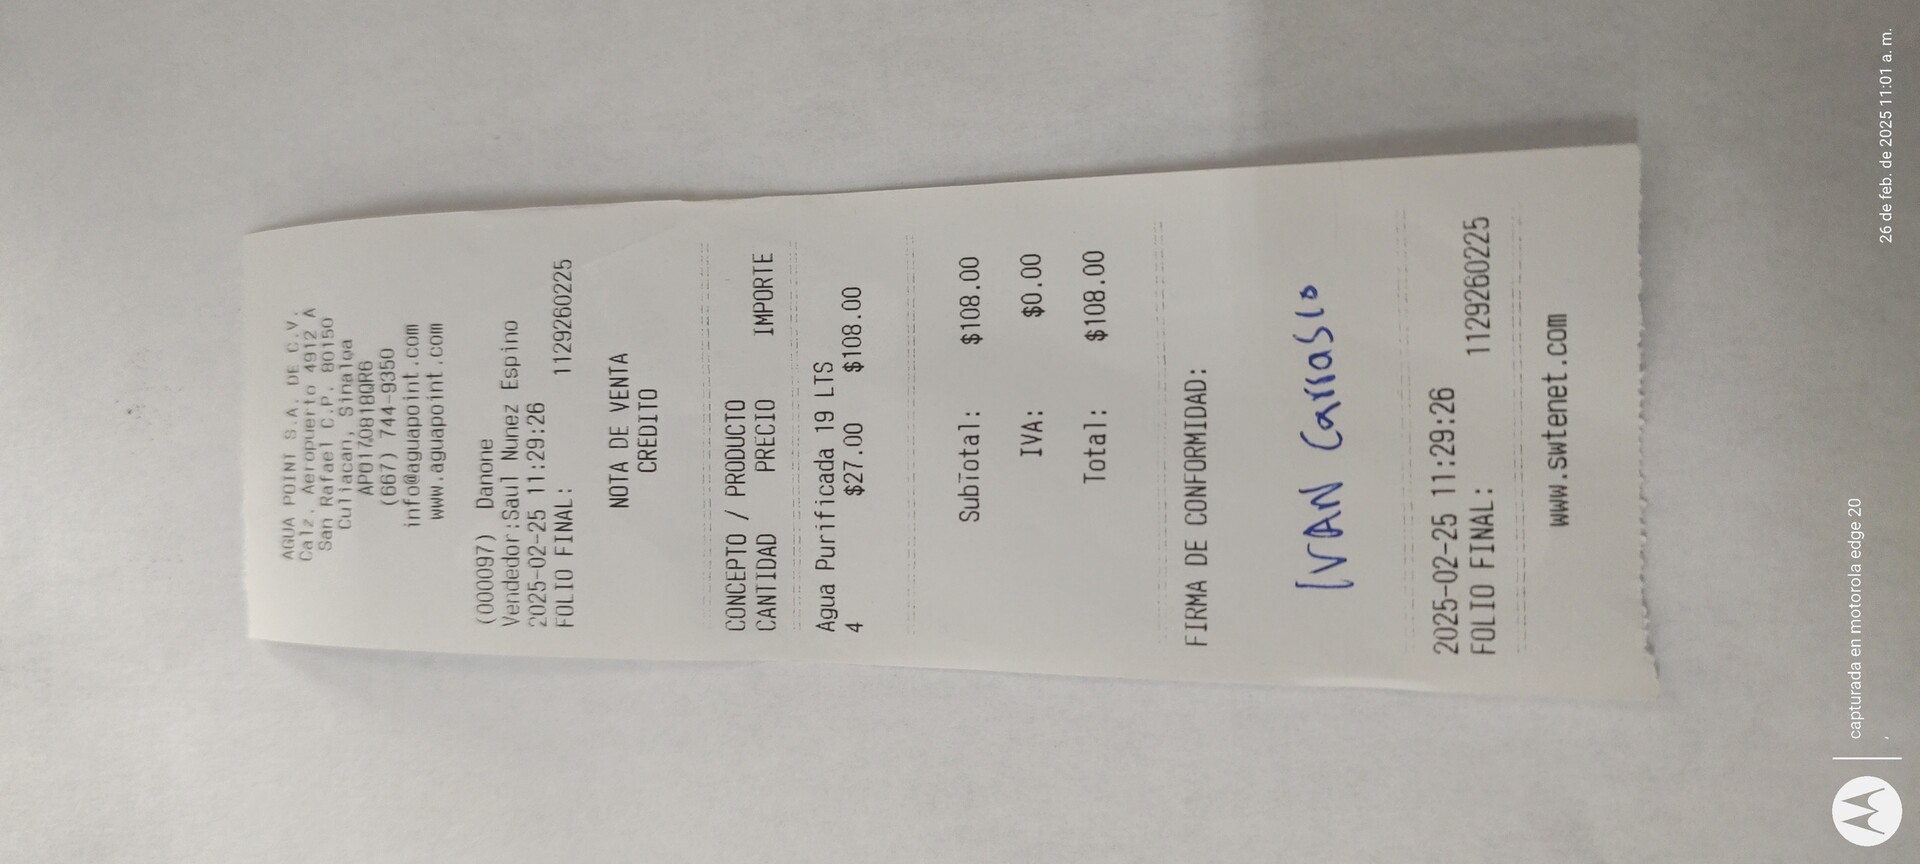 AGUA POINT S.A. DE C.V.
Calz. Aeropuerto 4912 A
San Rafael C.P. 80150
Culiacan, Sinaloa
APO170818QR6
(667) 744-9350
info@aguapoint.com
www.aguapoint.com
(000097) Danone
Vendedor:Saul Nunez Espino
2025-02-25 11:29:26
FOLIO FINAL: 1129260225
NOTA DE VENTA
CREDITO
CONCEPTO / PRODUCTO
CANTIDAD PRECIO IMPORTE
Agua Purificada 19 LTS
4 $27.00 $108.00
SubTotal: $108.00
IVA: $0.00
Total: $108.00
FIRMA DE CONFORMIDAD:
IVAN Carrasco
2025-02-25 11:29:26
FOLIO FINAL: 1129260225
www.swtenet.com
capturada en motorola edge 20
,
26 de feb. de 2025 11:01 a. m.